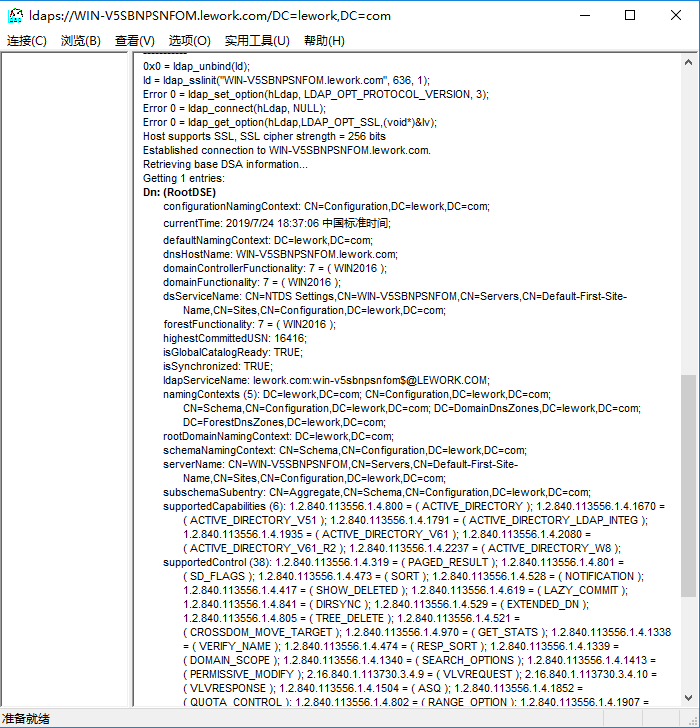 ldaps://WIN-V5SBNPSNFOM.lework.com/DC=lework,DC=com
连接(C) 浏览(B) 查看(V) 选项(O) 实用工具(U) 帮助(H)
-----------
0x0 = ldap_unbind(ld);
ld = ldap_sslinit("WIN-V5SBNPSNFOM.lework.com", 636, 1);
Error 0 = ldap_set_option(hLdap, LDAP_OPT_PROTOCOL_VERSION, 3);
Error 0 = ldap_connect(hLdap, NULL);
Error 0 = ldap_get_option(hLdap,LDAP_OPT_SSL,(void*)&lv);
Host supports SSL, SSL cipher strength = 256 bits
Established connection to WIN-V5SBNPSNFOM.lework.com.
Retrieving base DSA information...
Getting 1 entries:
Dn: (RootDSE)
configurationNamingContext: CN=Configuration,DC=lework,DC=com;
currentTime: 2019/7/24 18:37:06 中国标准时间;
defaultNamingContext: DC=lework,DC=com;
dnsHostName: WIN-V5SBNPSNFOM.lework.com;
domainControllerFunctionality: 7 = ( WIN2016 );
domainFunctionality: 7 = ( WIN2016 );
dsServiceName: CN=NTDS Settings,CN=WIN-V5SBNPSNFOM,CN=Servers,CN=Default-First-Site-
Name,CN=Sites,CN=Configuration,DC=lework,DC=com;
forestFunctionality: 7 = ( WIN2016 );
highestCommittedUSN: 16416;
isGlobalCatalogReady: TRUE;
isSynchronized: TRUE;
ldapServiceName: lework.com:win-v5sbnpsnfom$@LEWORK.COM;
namingContexts (5): DC=lework,DC=com; CN=Configuration,DC=lework,DC=com;
CN=Schema,CN=Configuration,DC=lework,DC=com; DC=DomainDnsZones,DC=lework,DC=com;
DC=ForestDnsZones,DC=lework,DC=com;
rootDomainNamingContext: DC=lework,DC=com;
schemaNamingContext: CN=Schema,CN=Configuration,DC=lework,DC=com;
serverName: CN=WIN-V5SBNPSNFOM,CN=Servers,CN=Default-First-Site-
Name,CN=Sites,CN=Configuration,DC=lework,DC=com;
subschemaSubentry: CN=Aggregate,CN=Schema,CN=Configuration,DC=lework,DC=com;
supportedCapabilities (6): 1.2.840.113556.1.4.800 = ( ACTIVE_DIRECTORY ); 1.2.840.113556.1.4.1670 =
( ACTIVE_DIRECTORY_V51 ); 1.2.840.113556.1.4.1791 = ( ACTIVE_DIRECTORY_LDAP_INTEG );
1.2.840.113556.1.4.1935 = ( ACTIVE_DIRECTORY_V61 ); 1.2.840.113556.1.4.2080 =
( ACTIVE_DIRECTORY_V61_R2 ); 1.2.840.113556.1.4.2237 = ( ACTIVE_DIRECTORY_W8 );
supportedControl (38): 1.2.840.113556.1.4.319 = ( PAGED_RESULT ); 1.2.840.113556.1.4.801 =
( SD_FLAGS ); 1.2.840.113556.1.4.473 = ( SORT ); 1.2.840.113556.1.4.528 = ( NOTIFICATION );
1.2.840.113556.1.4.417 = ( SHOW_DELETED ); 1.2.840.113556.1.4.619 = ( LAZY_COMMIT );
1.2.840.113556.1.4.841 = ( DIRSYNC ); 1.2.840.113556.1.4.529 = ( EXTENDED_DN );
1.2.840.113556.1.4.805 = ( TREE_DELETE ); 1.2.840.113556.1.4.521 =
( CROSSDOM_MOVE_TARGET ); 1.2.840.113556.1.4.970 = ( GET_STATS ); 1.2.840.113556.1.4.1338
= ( VERIFY_NAME ); 1.2.840.113556.1.4.474 = ( RESP_SORT ); 1.2.840.113556.1.4.1339 =
( DOMAIN_SCOPE ); 1.2.840.113556.1.4.1340 = ( SEARCH_OPTIONS ); 1.2.840.113556.1.4.1413 =
( PERMISSIVE_MODIFY ); 2.16.840.1.113730.3.4.9 = ( VLVREQUEST ); 2.16.840.1.113730.3.4.10 =
( VLVRESPONSE ); 1.2.840.113556.1.4.1504 = ( ASQ ); 1.2.840.113556.1.4.1852 =
( QUOTA_CONTROL ); 1.2.840.113556.1.4.802 = ( RANGE_OPTION ); 1.2.840.113556.1.4.1907 =
准备就绪